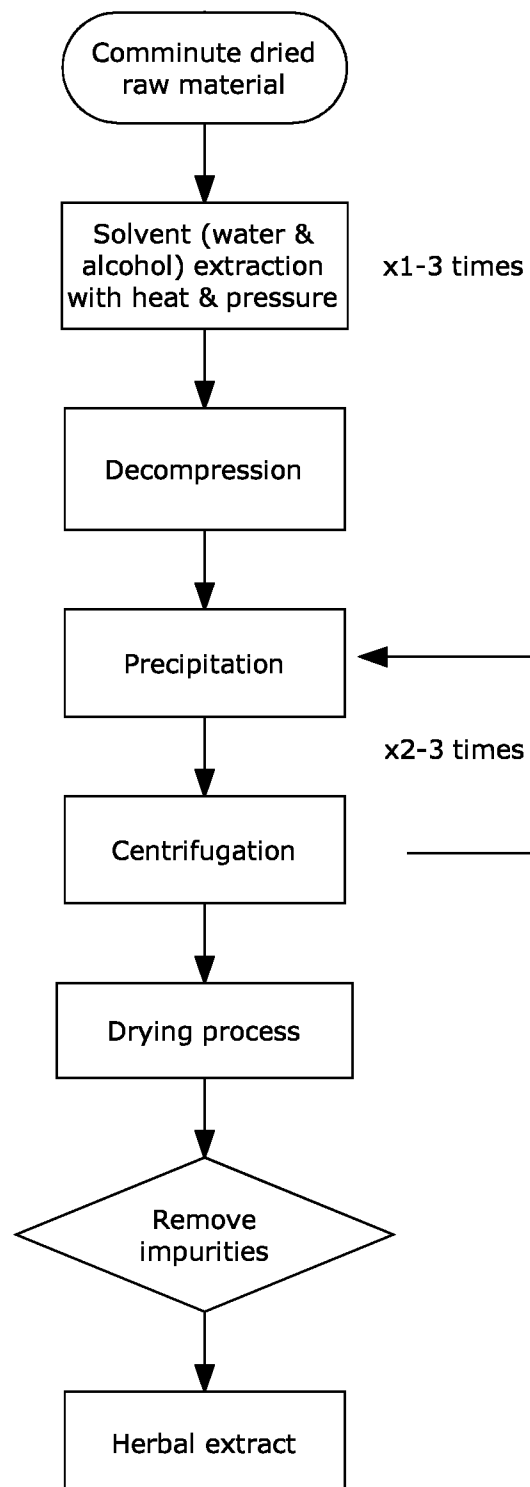 Comminute dried
raw material
Solvent (water &
alcohol) extraction
with heat & pressure
x1-3 times
Decompression
Precipitation
x2-3 times
Centrifugation
Drying process
Remove
impurities
Herbal extract